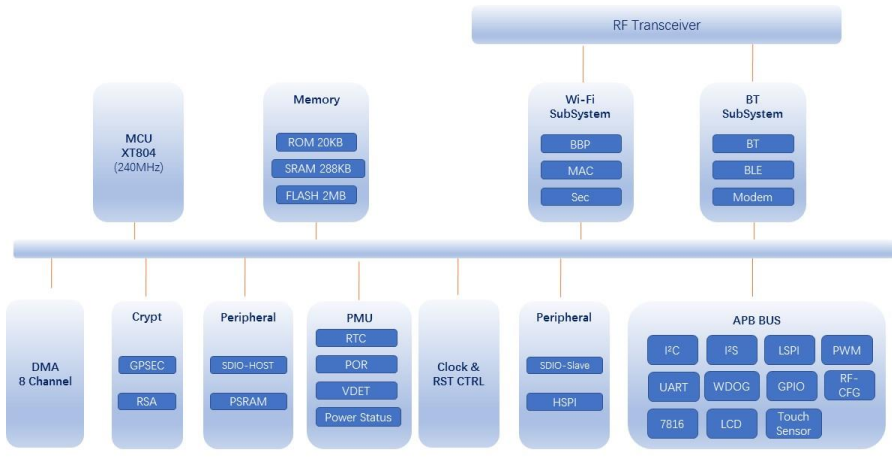 RF Transceiver
MCU
XT804
(240MHz)
Memory
ROM 20KB
SRAM 288KB
FLASH 2MB
Wi-Fi
SubSystem
BBP
MAC
Sec
BT
SubSystem
BT
BLE
Modem
DMA
8 Channel
Crypt
GPSEC
RSA
Peripheral
SDIO-HOST
PSRAM
PMU
RTC
POR
VDET
Power Status
Clock &
RST CTRL
Peripheral
SDIO-Slave
HSPI
APB BUS
I²C
I²S
LSPI
PWM
UART
WDOG
GPIO
RF-
CFG
7816
LCD
Touch
Sensor